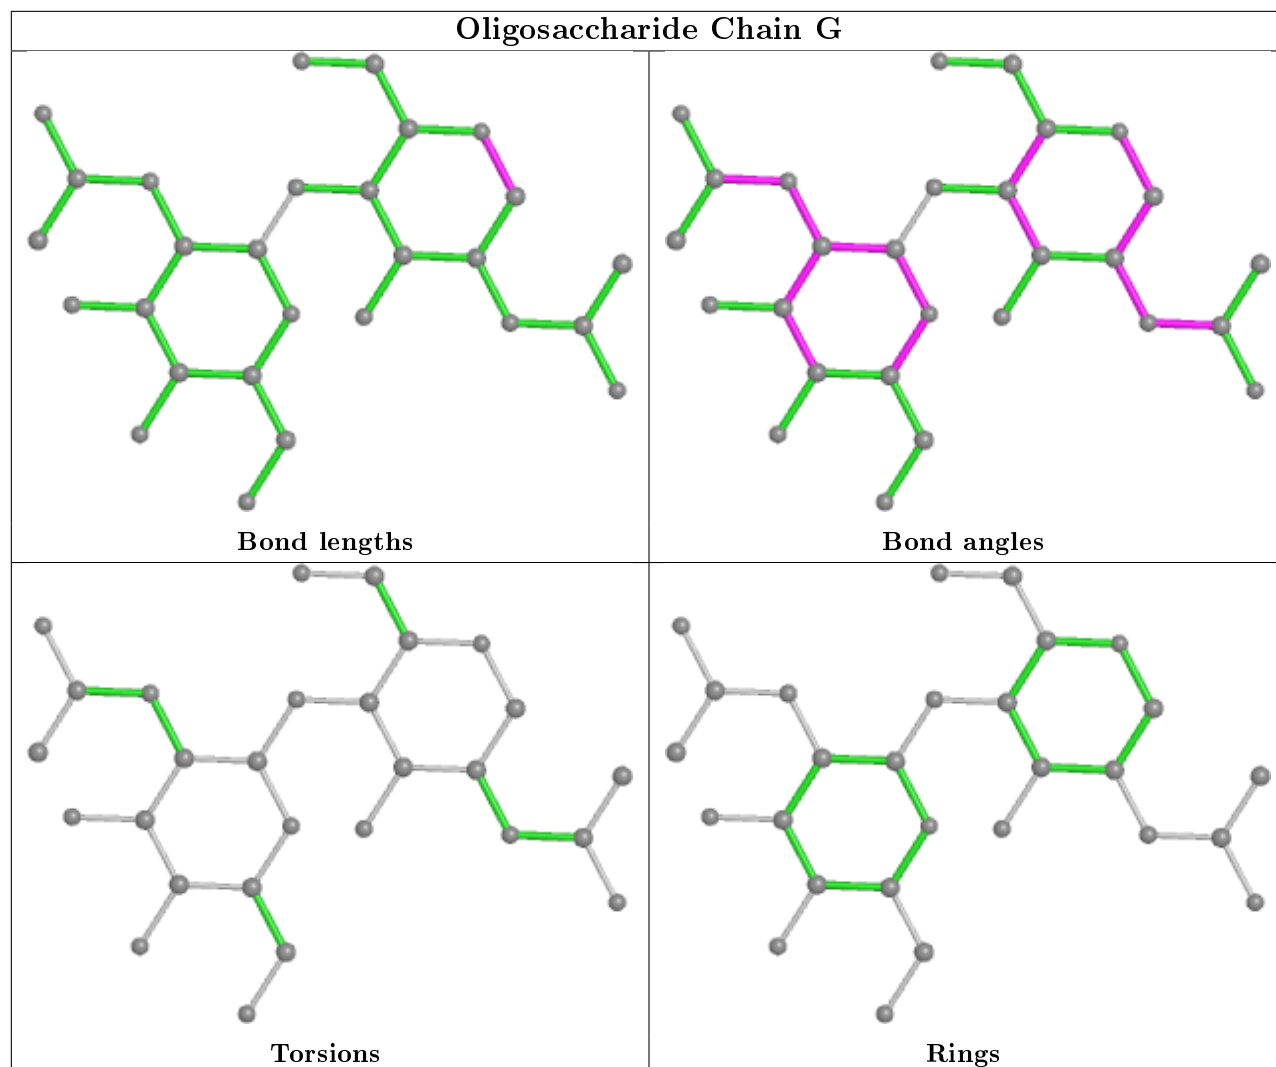 Oligosaccharide Chain G
Bond lengths
Bond angles
Torsions
Rings